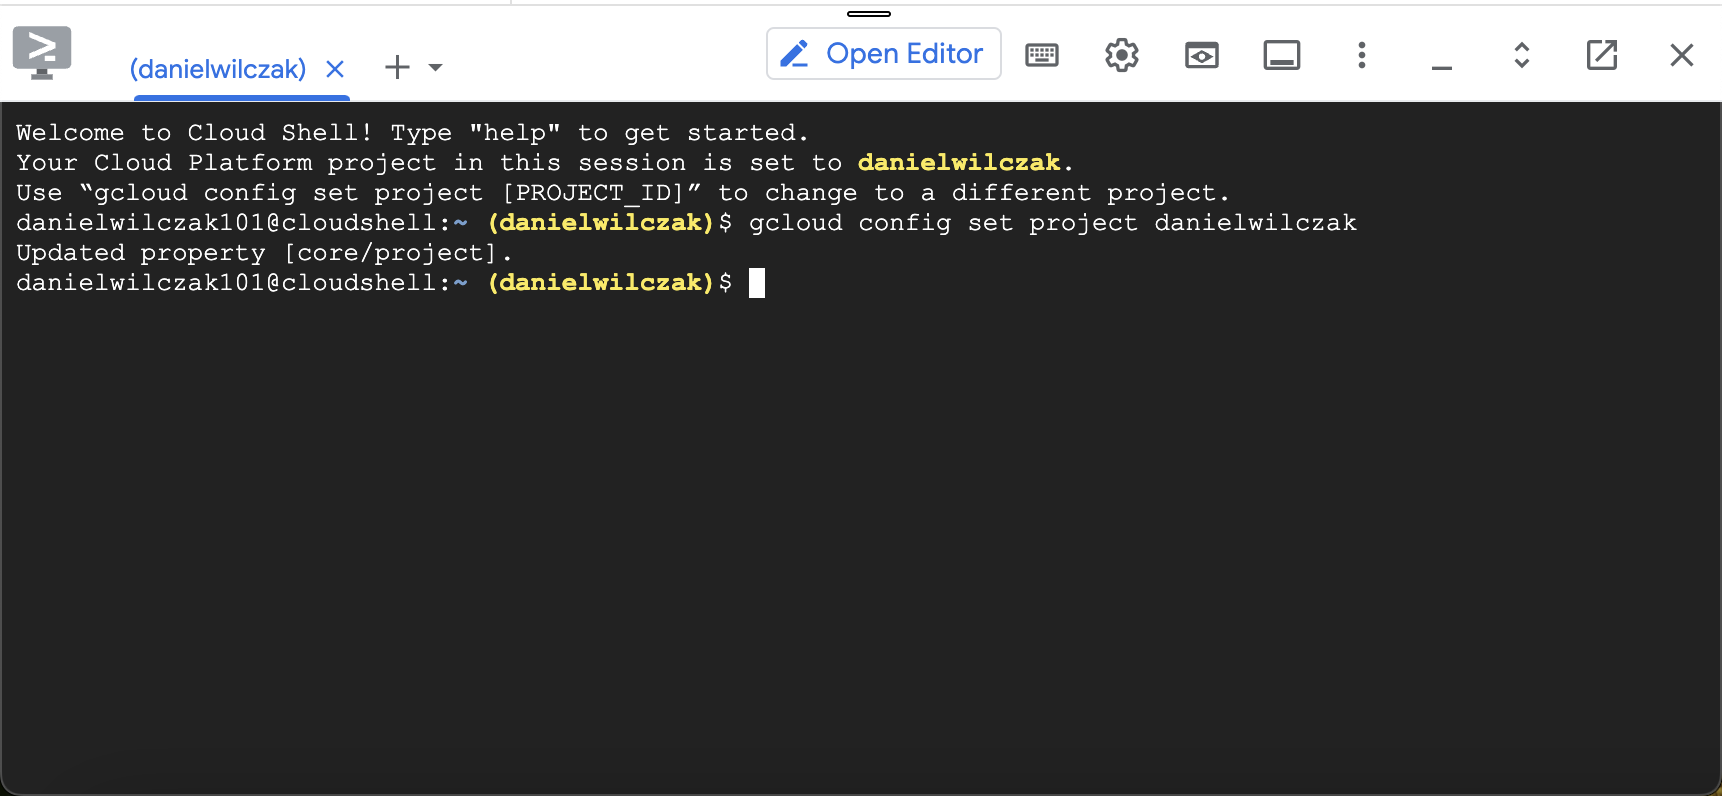 (danielwilczak)
Open Editor
Welcome to Cloud Shell! Type "help" to get started.
Your Cloud Platform project in this session is set to danielwilczak.
Use “gcloud config set project [PROJECT_ID]” to change to a different project.
danielwilczak101@cloudshell:~ (danielwilczak)$ gcloud config set project danielwilczak
Updated property [core/project].
danielwilczak101@cloudshell:~ (danielwilczak)$